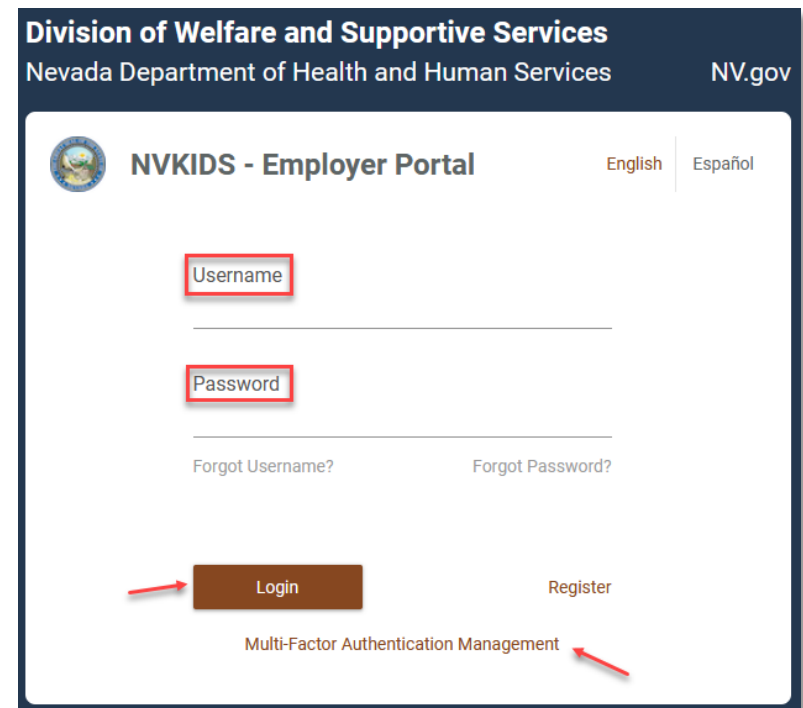 Division of Welfare and Supportive Services
Nevada Department of Health and Human Services NV.gov
NVKIDS - Employer Portal English Español
Username
Password
Forgot Username? Forgot Password?
Login Register
Multi-Factor Authentication Management